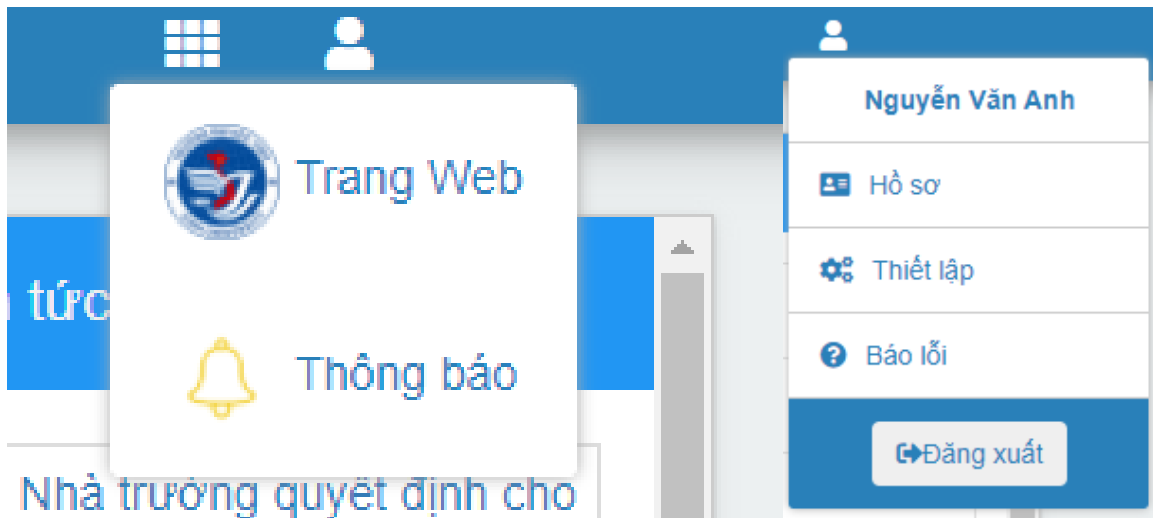 Trang Web
tức
Thông báo
Nhà trường quyết định cho
Nguyễn Văn Anh
Hồ sơ
Thiết lập
Báo lỗi
Đăng xuất